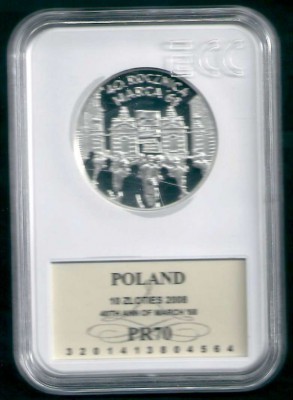 ECC
40 ROCZNICA
MARCA 68
POLAND
10 ZLOTIES 2008
40TH ANN OF MARCH '68
PR70
3201413804564